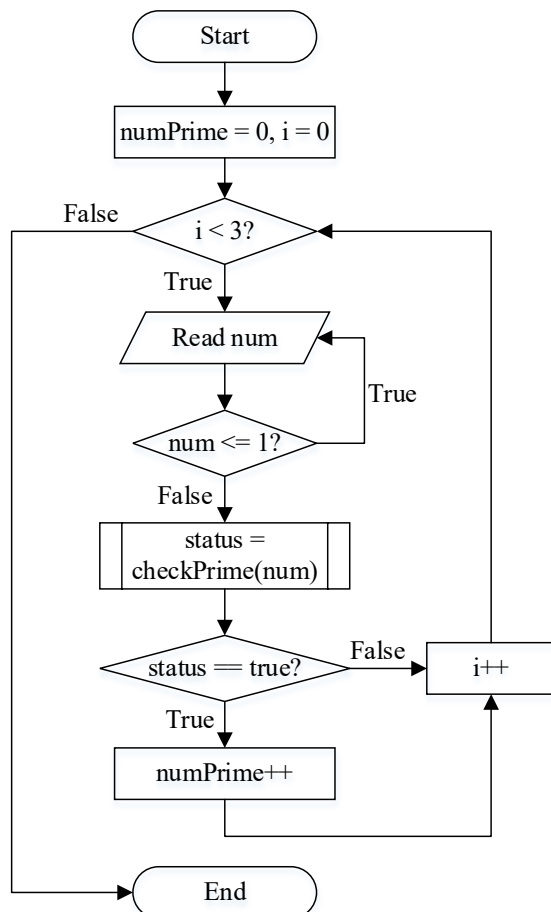 Start
numPrime = 0, i = 0
False
i < 3?
True
Read num
True
num <= 1?
False
status =
checkPrime(num)
status == true?
False
i++
True
numPrime++
End